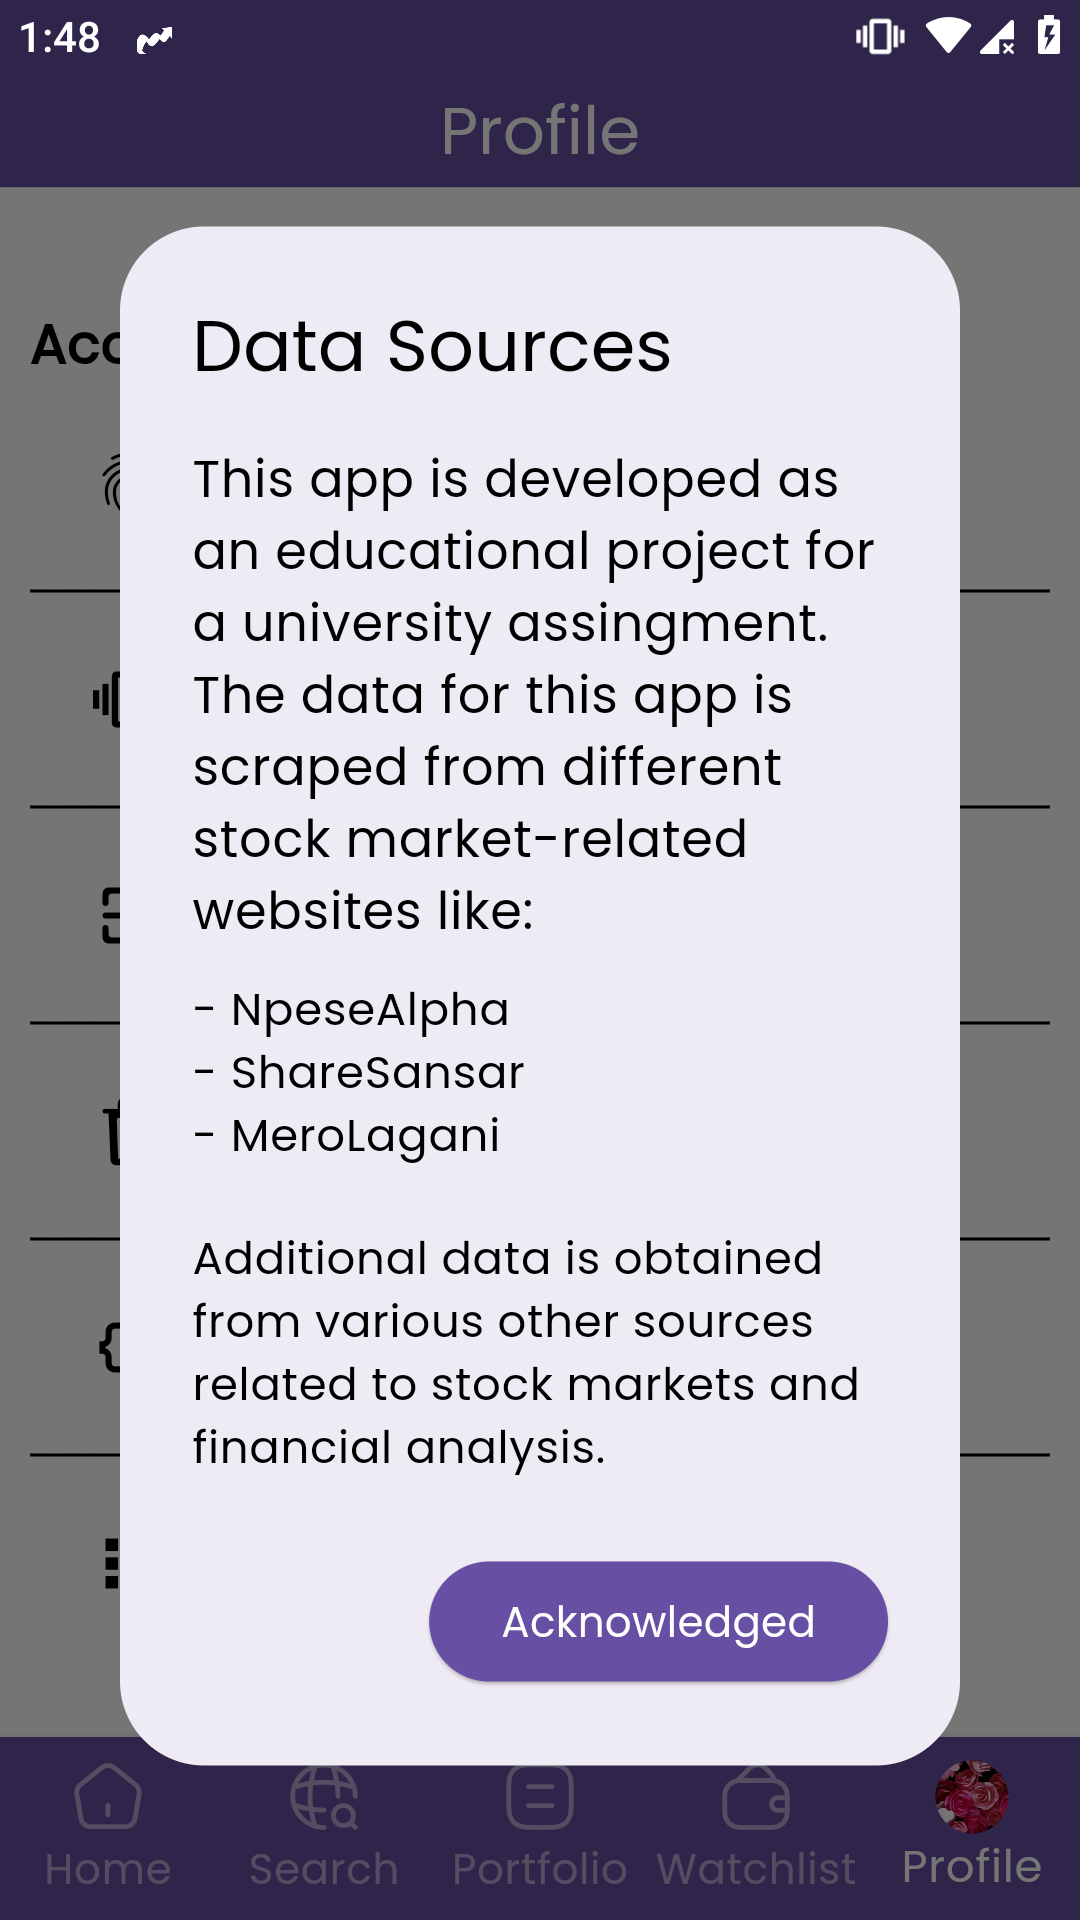 1:48
Profile
Acc
Data Sources
This app is developed as
an educational project for
a university assingment.
The data for this app is
scraped from different
stock market-related
websites like:
- NpeseAlpha
- ShareSansar
- MeroLagani
Additional data is obtained
from various other sources
related to stock markets and
financial analysis.
Acknowledged
Home Search Portfolio Watchlist Profile